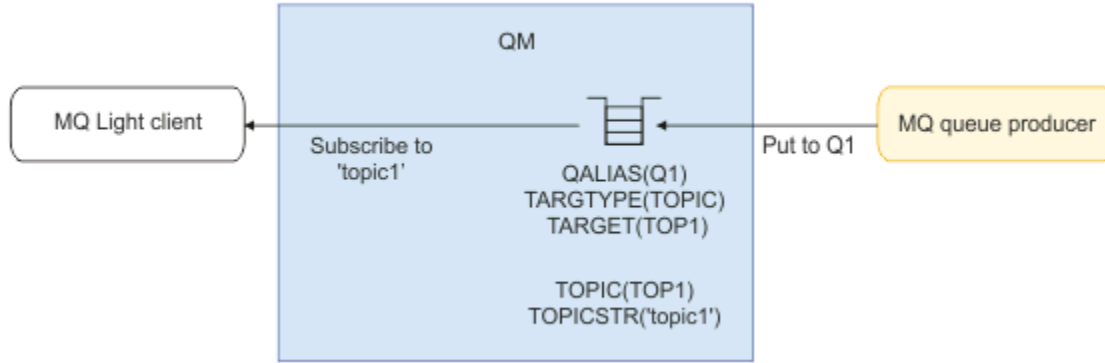 QM
MQ Light client
Subscribe to
'topic1'
Put to Q1
MQ queue producer
QALIAS(Q1)
TARGTYPE(TOPIC)
TARGET(TOP1)
TOPIC(TOP1)
TOPICSTR('topic1')